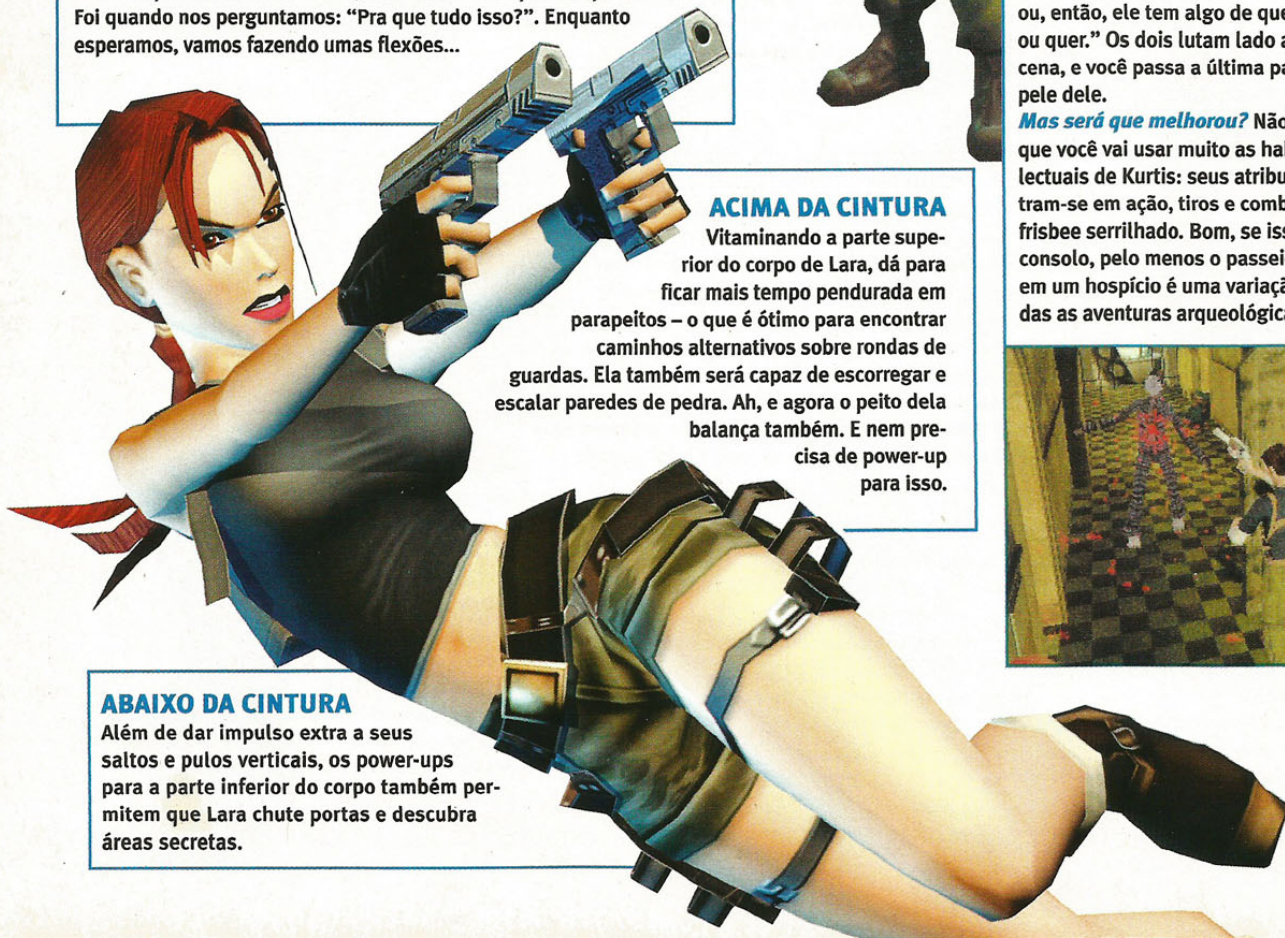 Foi quando nos perguntamos: “Pra que tudo isso?”. Enquanto
esperamos, vamos fazendo umas flexões...
ACIMA DA CINTURA
Vitaminando a parte supe-
rior do corpo de Lara, dá para
ficar mais tempo pendurada em
parapeitos – o que é ótimo para encontrar
caminhos alternativos sobre rondas de
guardas. Ela também será capaz de escorregar e
escalar paredes de pedra. Ah, e agora o peito dela
balança também. E nem pre-
cisa de power-up
para isso.
ABAIXO DA CINTURA
Além de dar impulso extra a seus
saltos e pulos verticais, os power-ups
para a parte inferior do corpo também per-
mitem que Lara chute portas e descubra
áreas secretas.
ou, então, ele tem algo de que
ou quer.” Os dois lutam lado a
cena, e você passa a última pa
pele dele.
Mas será que melhorou? Não
que você vai usar muito as hal
lectuais de Kurtis: seus atribu
tram-se em ação, tiros e comb
frisbee serrilhado. Bom, se iss
consolo, pelo menos o passei
em um hospício é uma variaçã
das as aventuras arqueológica